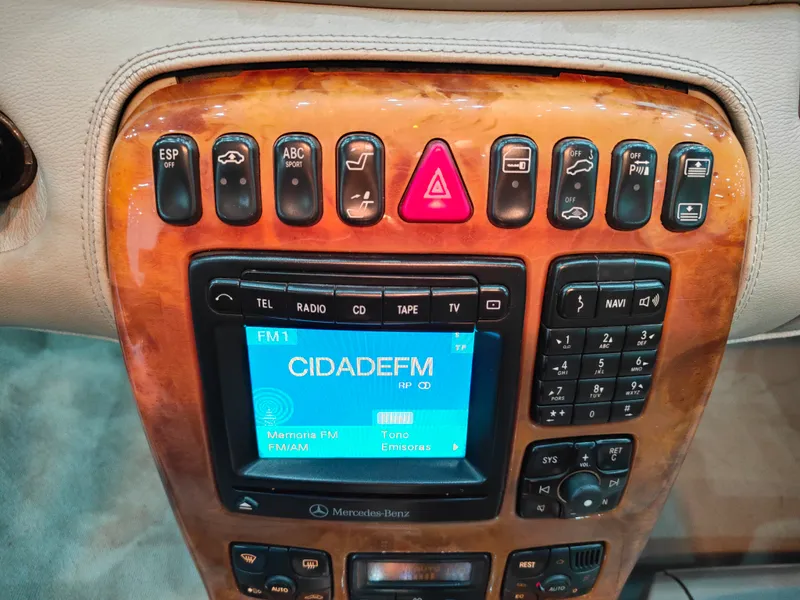 ESP
OFF
ABC
SPORT
OFF
OFF
OFF
P
TEL RADIO CD TAPE TV
NAVI
FM1
TP
CIDADEFM
RP
Memoria FM Tono
FM/AM Emisoras
1
2 ABC
3 DEF
4 GHI
5 JKL
6 MNO
7 PQRS
8 TUV
9 WXYZ
* +
0
#
SYS
+
VOL
RET
C
N
Mercedes-Benz
AUTO
REST
AUTO